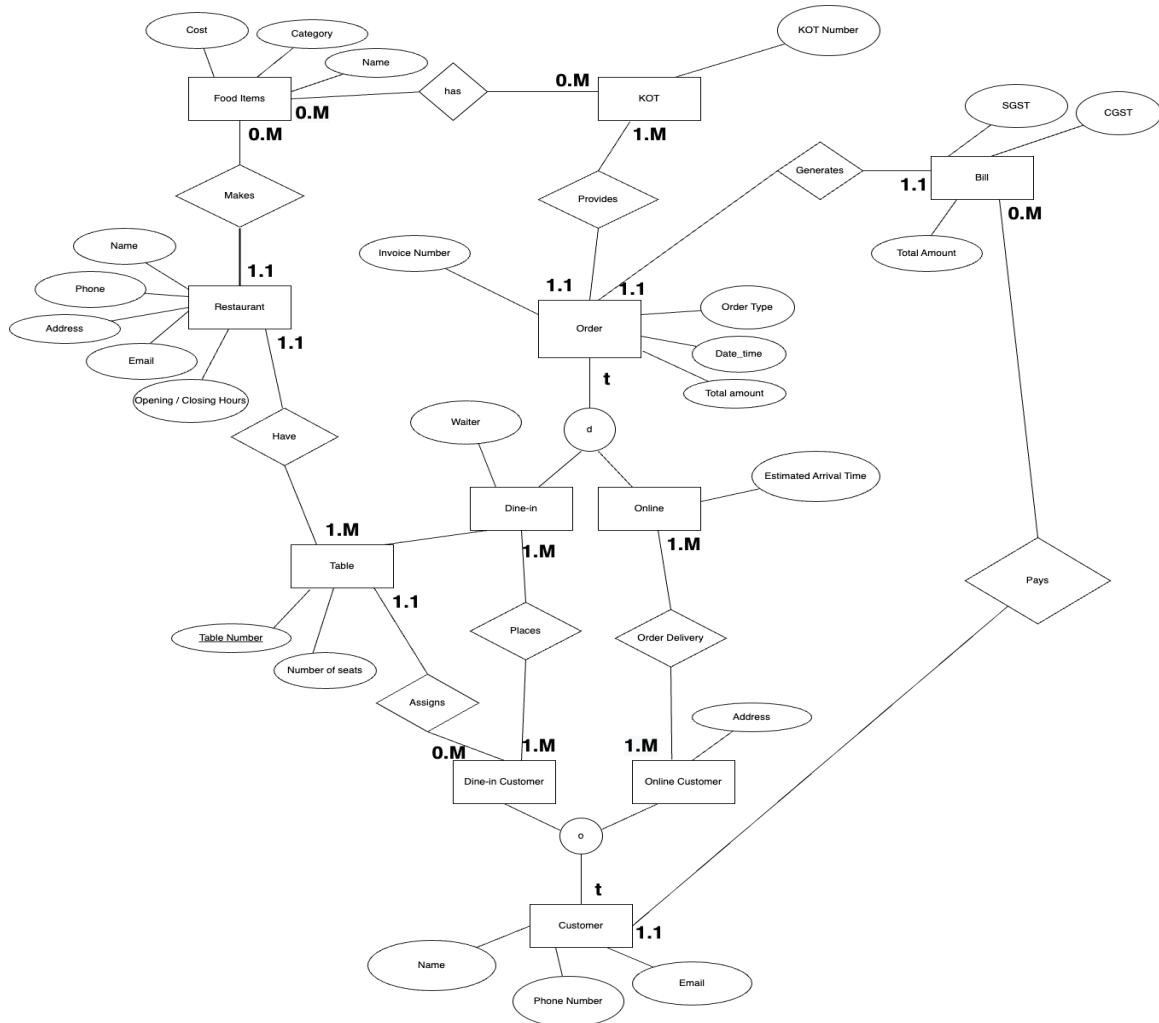 Cost
Category
Name
KOT Number
Food Items
has
KOT
0.M
0.M
0.M
1.M
SGST
CGST
Makes
Provides
Generates
Bill
1.1
0.M
Name
Invoice Number
Total Amount
Phone
1.1
1.1
1.1
Restaurant
Order Type
Address
Order
1.1
Date_time
Email
t
Total amount
Opening / Closing Hours
Waiter
d
Have
Estimated Arrival Time
Dine-in
Online
1.M
1.M
1.M
Table
Pays
1.1
Table Number
Places
Order Delivery
Number of seats
Assigns
Address
0.M
1.M
1.M
Dine-in Customer
Online Customer
o
t
Customer
1.1
Name
Email
Phone Number